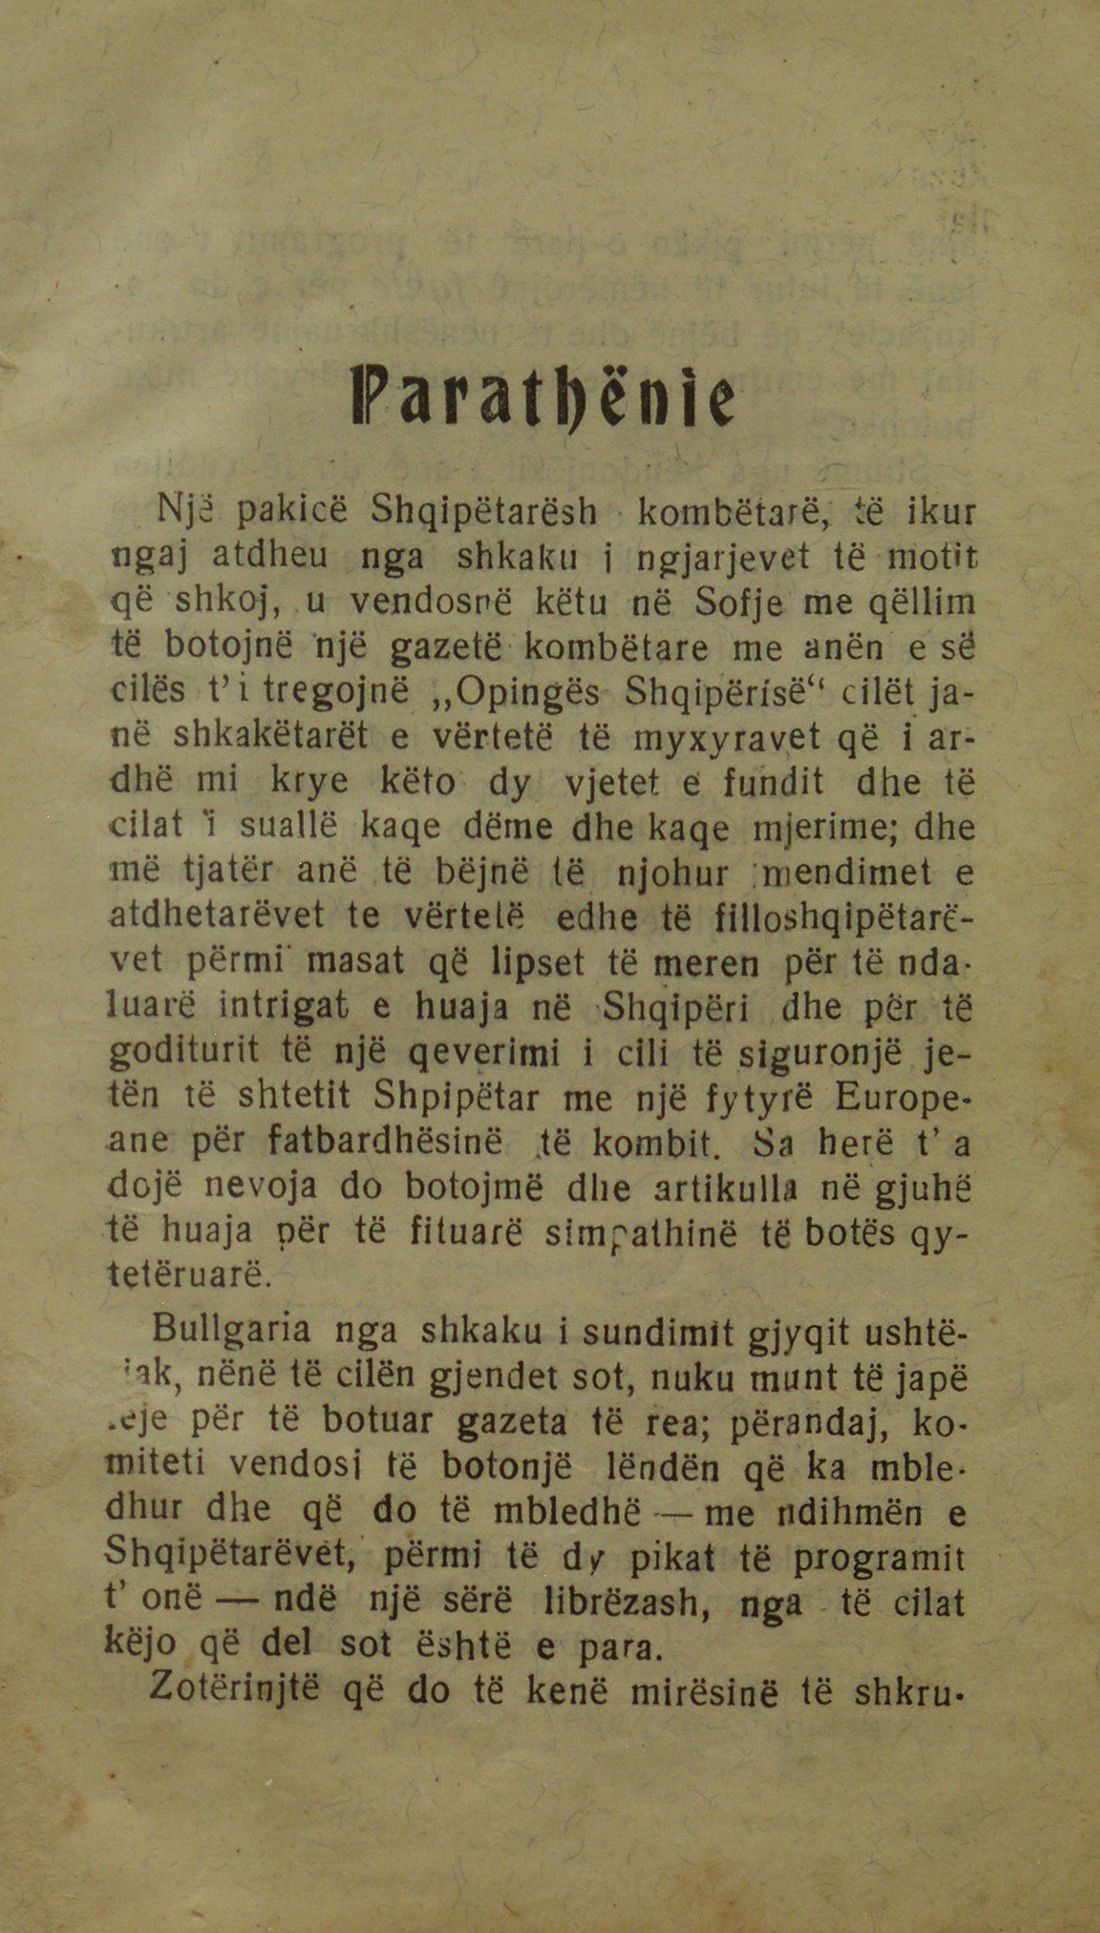 Parathënie
Një pakicë Shqipëtarësh kombëtarë, të ikur
ngaj atdheu nga shkaku i ngjarjevet të motit
që shkoj, u vendosnë këtu në Sofje me qëllim
të botojnë një gazetë kombëtare me anën e së
cilës t’ i tregojnë „Opingës Shqipërisë“ cilët ja-
në shkakëtarët e vërtetë të myxyravet që i ar-
dhë mi krye këto dy vjetet e fundit dhe të
cilat i suallë kaqe dëme dhe kaqe mjerime; dhe
më tjatër anë të bëjnë të njohur mendimet e
atdhetarëvet te vërtetë edhe të filloshqipëtarë-
vet përmi masat që lipset të meren për të nda-
luarë intrigat e huaja në Shqipëri dhe për të
goditurit të një qeverimi i cili të siguronjë je-
tën të shtetit Shpipëtar me një fytyrë Europe-
ane për fatbardhësinë të kombit. Sa herë t’ a
dojë nevoja do botojmë dhe artikulla në gjuhë
të huaja për të fituarë simpathinë të botës qy-
tetëruarë.
Bullgaria nga shkaku i sundimit gjyqit ushtë-
nënë të cilën gjendet sot, nuku munt të japë
për të botuar gazeta të rea; përandaj, ko-
miteti vendosi të botonjë lëndën që ka mble-
dhur dhe që do të mbledhë — me ndihmën e
Shqipëtarëvet, përmi të dy pikat të programit
t’ onë — ndë një sërë librëzash, nga të cilat
këjo që del sot është e para.
Zotërinjtë që do të kenë mirësinë të shkru-